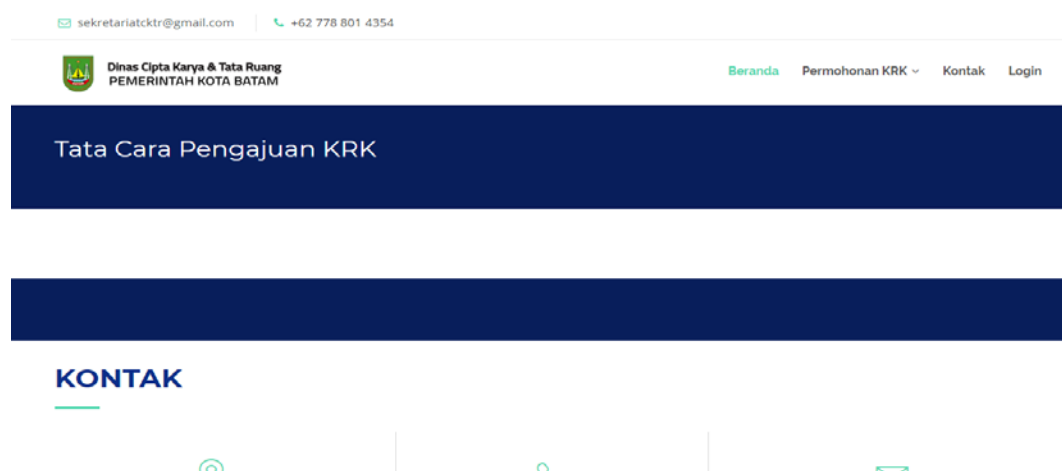 sekretariatcktr@gmail.com +62 778 801 4354
Dinas Cipta Karya & Tata Ruang
PEMERINTAH KOTA BATAM
Beranda Permohonan KRK Kontak Login
Tata Cara Pengajuan KRK
KONTAK